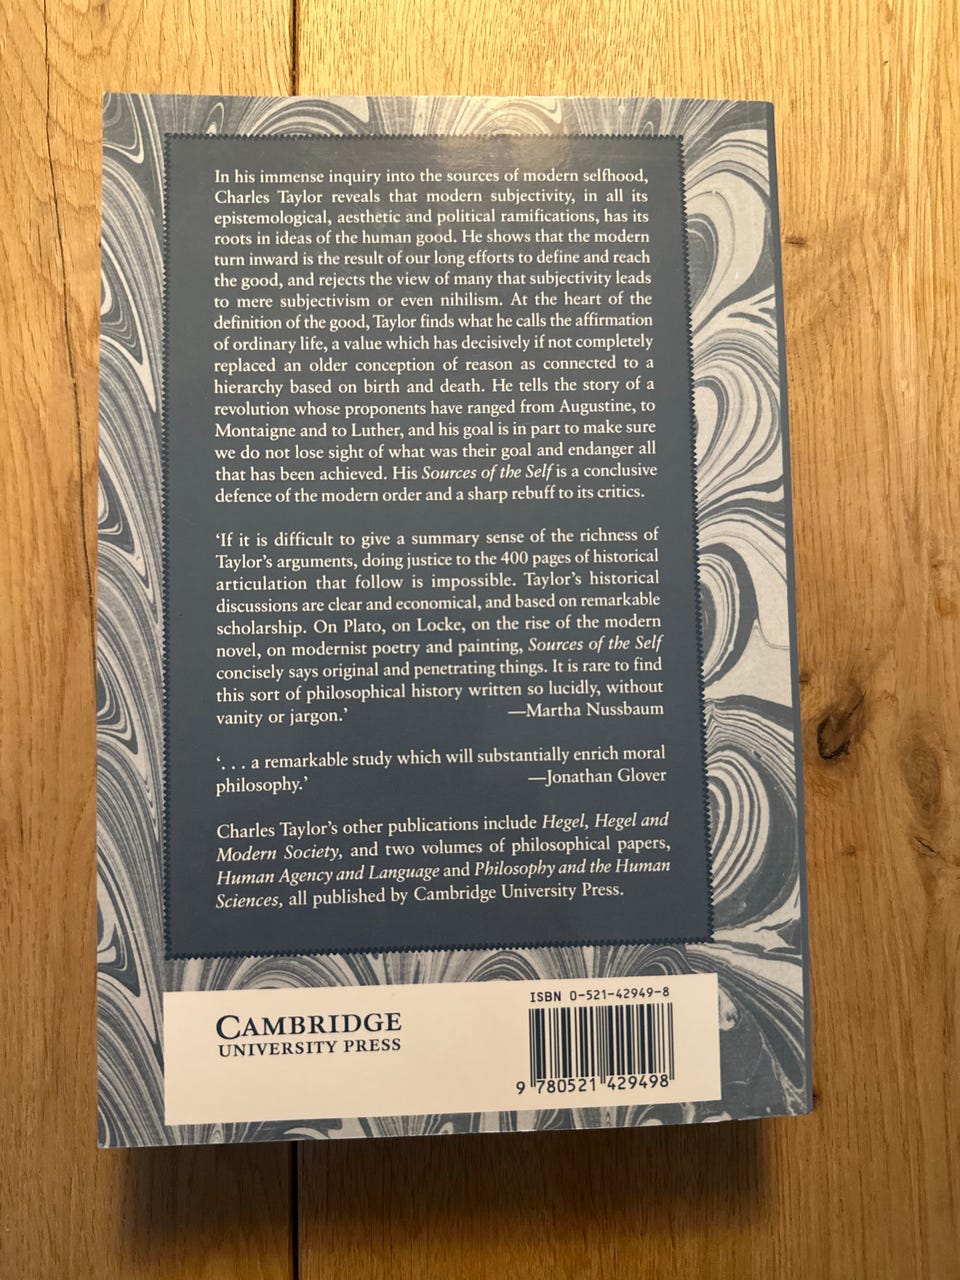 In his immense inquiry into the sources of modern selfhood,
Charles Taylor reveals that modern subjectivity, in all its
epistemological, aesthetic and political ramifications, has its
roots in ideas of the human good. He shows that the modern
turn inward is the result of our long efforts to define and reach
the good, and rejects the view of many that subjectivity leads
to mere subjectivism or even nihilism. At the heart of the
definition of the good, Taylor finds what he calls the affirmation
of ordinary life, a value which has decisively if not completely
replaced an older conception of reason as connected to a
hierarchy based on birth and death. He tells the story of a
revolution whose proponents have ranged from Augustine, to
Montaigne and to Luther, and his goal is in part to make sure
we do not lose sight of what was their goal and endanger all
that has been achieved. His Sources of the Self is a conclusive
defence of the modern order and a sharp rebuff to its critics.
‘If it is difficult to give a summary sense of the richness of
Taylor’s arguments, doing justice to the 400 pages of historical
articulation that follow is impossible. Taylor’s historical
discussions are clear and economical, and based on remarkable
scholarship. On Plato, on Locke, on the rise of the modern
novel, on modernist poetry and painting, Sources of the Self
concisely says original and penetrating things. It is rare to find
this sort of philosophical history written so lucidly, without
vanity or jargon.’ —Martha Nussbaum
‘. . . a remarkable study which will substantially enrich moral
philosophy.’ —Jonathan Glover
Charles Taylor’s other publications include Hegel, Hegel and
Modern Society, and two volumes of philosophical papers,
Human Agency and Language and Philosophy and the Human
Sciences, all published by Cambridge University Press.
CAMBRIDGE
UNIVERSITY PRESS
ISBN 0-521-42949-8
9 780521 429498